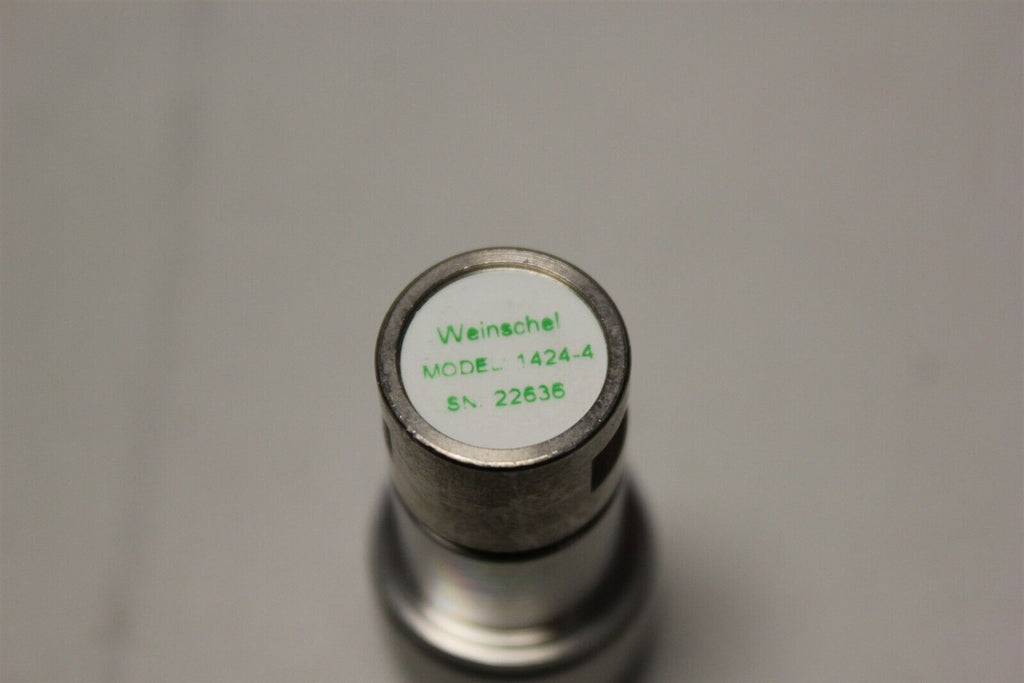 Weinschel
MODEL: 1424-4
SN. 22636